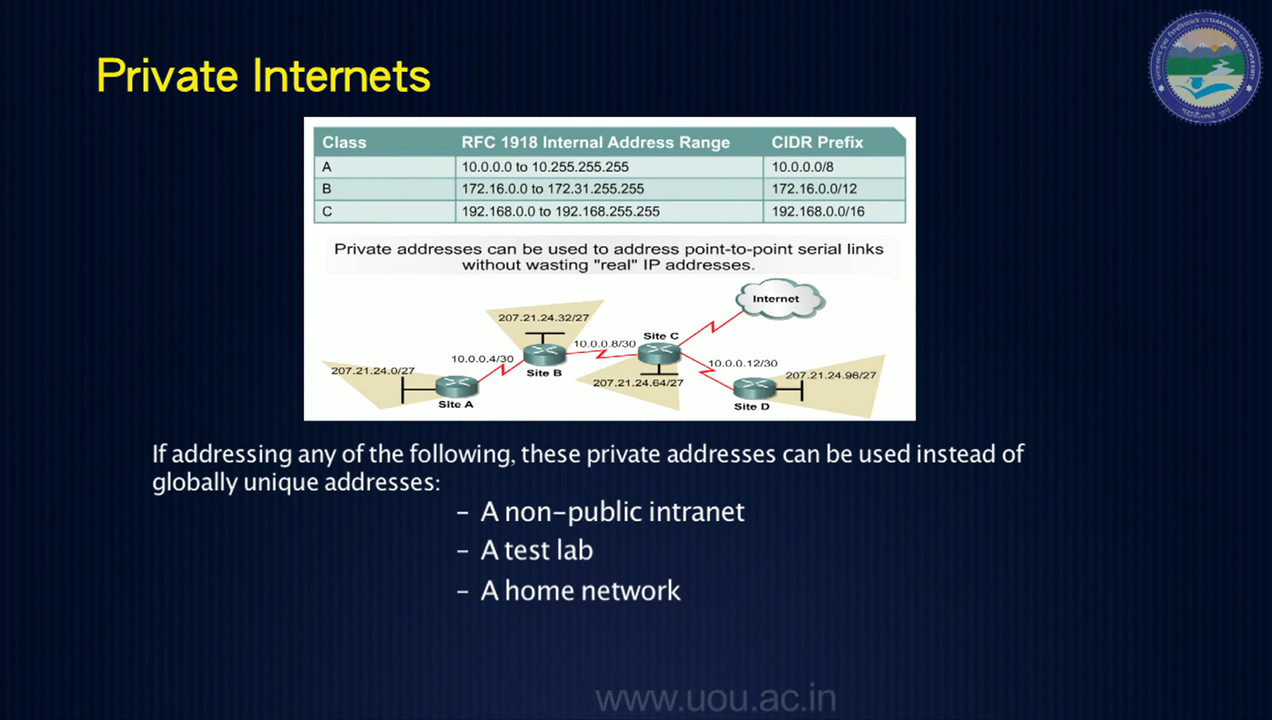 Private Internets
Class RFC 1918 Internal Address Range CIDR Prefix
A 10.0.0.0 to 10.255.255.255 10.0.0.0/8
B 172.16.0.0 to 172.31.255.255 172.16.0.0/12
C 192.168.0.0 to 192.168.255.255 192.168.0.0/16
Private addresses can be used to address point-to-point serial links
without wasting "real" IP addresses.
Internet
207.21.24.32/27
Site C
10.0.0.8/30
10.0.0.4/30
10.0.0.12/30
207.21.24.0/27
Site B
207.21.24.64/27
207.21.24.96/27
Site A
Site D
If addressing any of the following, these private addresses can be used instead of
globally unique addresses:
– A non-public intranet
– A test lab
– A home network
www.uou.ac.in